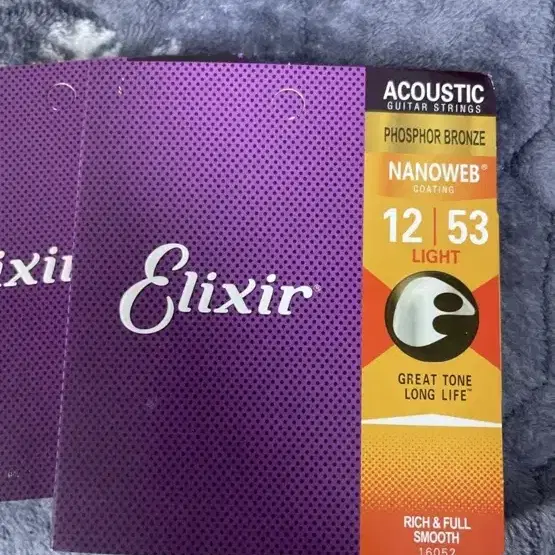 ACOUSTIC
GUITAR STRINGS
PHOSPHOR BRONZE
NANOWEB®
COATING
12 | 53
LIGHT
Elixir®
ixir
GREAT TONE
LONG LIFE™
RICH & FULL
SMOOTH
16052